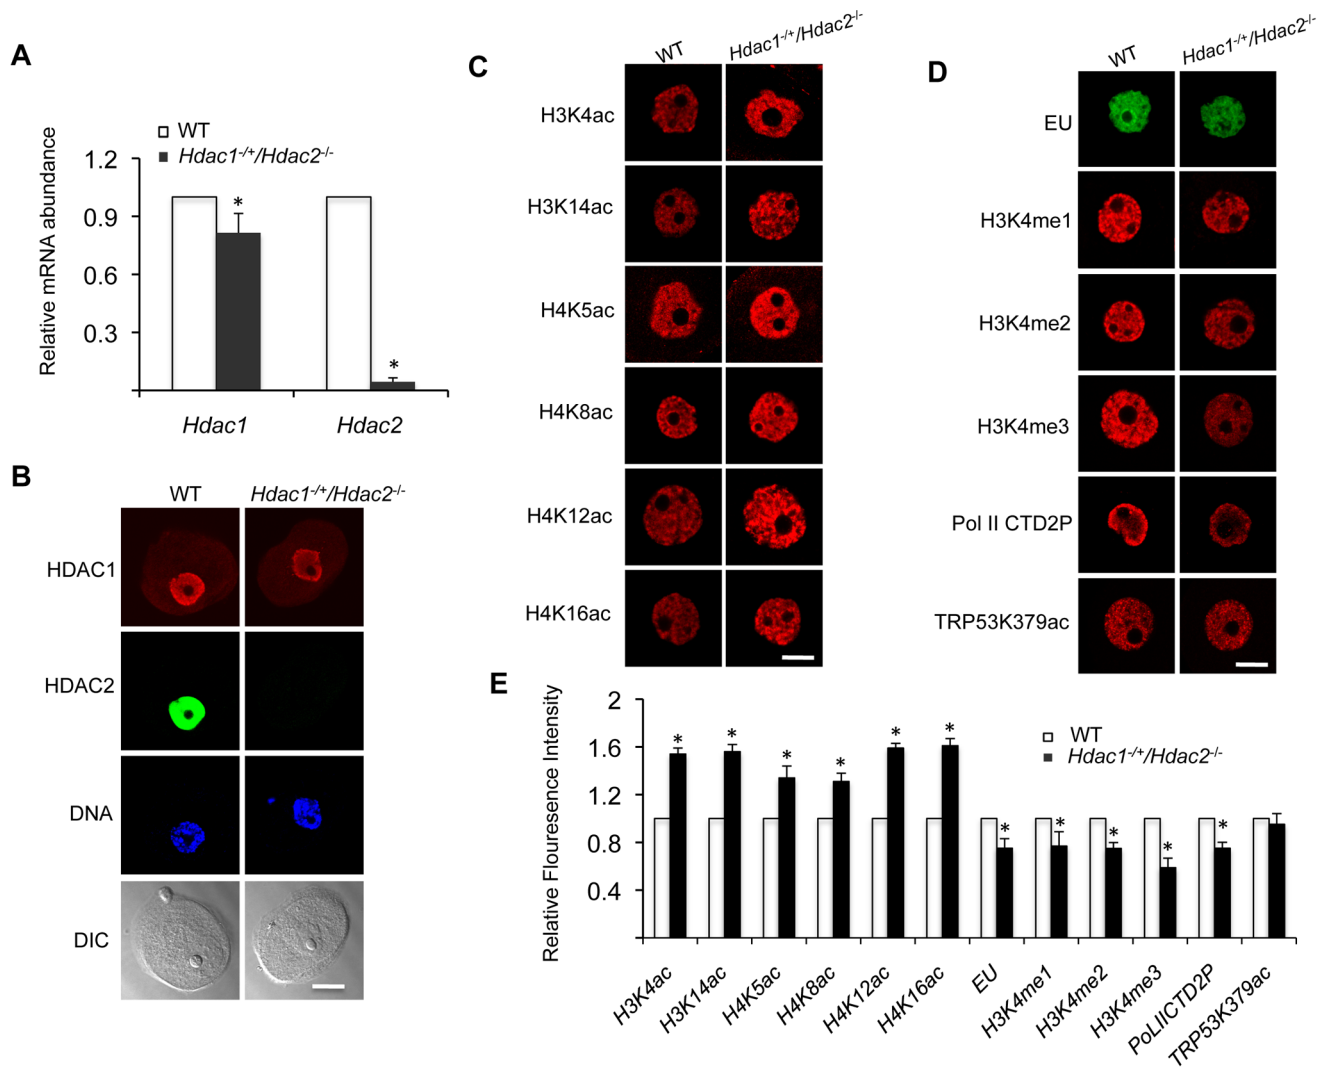 A
WT
Hdac1-/+/Hdac2-/-
Relative mRNA abundance
1.2
*
0.9
0.6
*
0.3
Hdac1 Hdac2
B
WT Hdac1-/+/Hdac2-/-
HDAC1
HDAC2
DNA
DIC
C
WT Hdac1-/+/Hdac2-/-
H3K4ac
H3K14ac
H4K5ac
H4K8ac
H4K12ac
H4K16ac
D
WT Hdac1-/+/Hdac2-/-
EU
H3K4me1
H3K4me2
H3K4me3
Pol II CTD2P
TRP53K379ac
E
Relative Flouresence Intensity
2
1.6
1.2
0.8
0.4
* * * * * * * * * * *
WT
Hdac1-/+/Hdac2-/-
H3K4ac
H3K14ac
H4K5ac
H4K8ac
H4K12ac
H4K16ac
EU
H3K4me1
H3K4me2
H3K4me3
PoLIICTD2P
TRP53K379ac